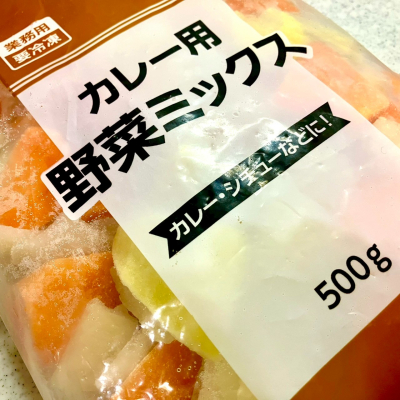 業務用
要冷凍
カレー用
野菜ミックス
カレー・シチューなどに!
500g